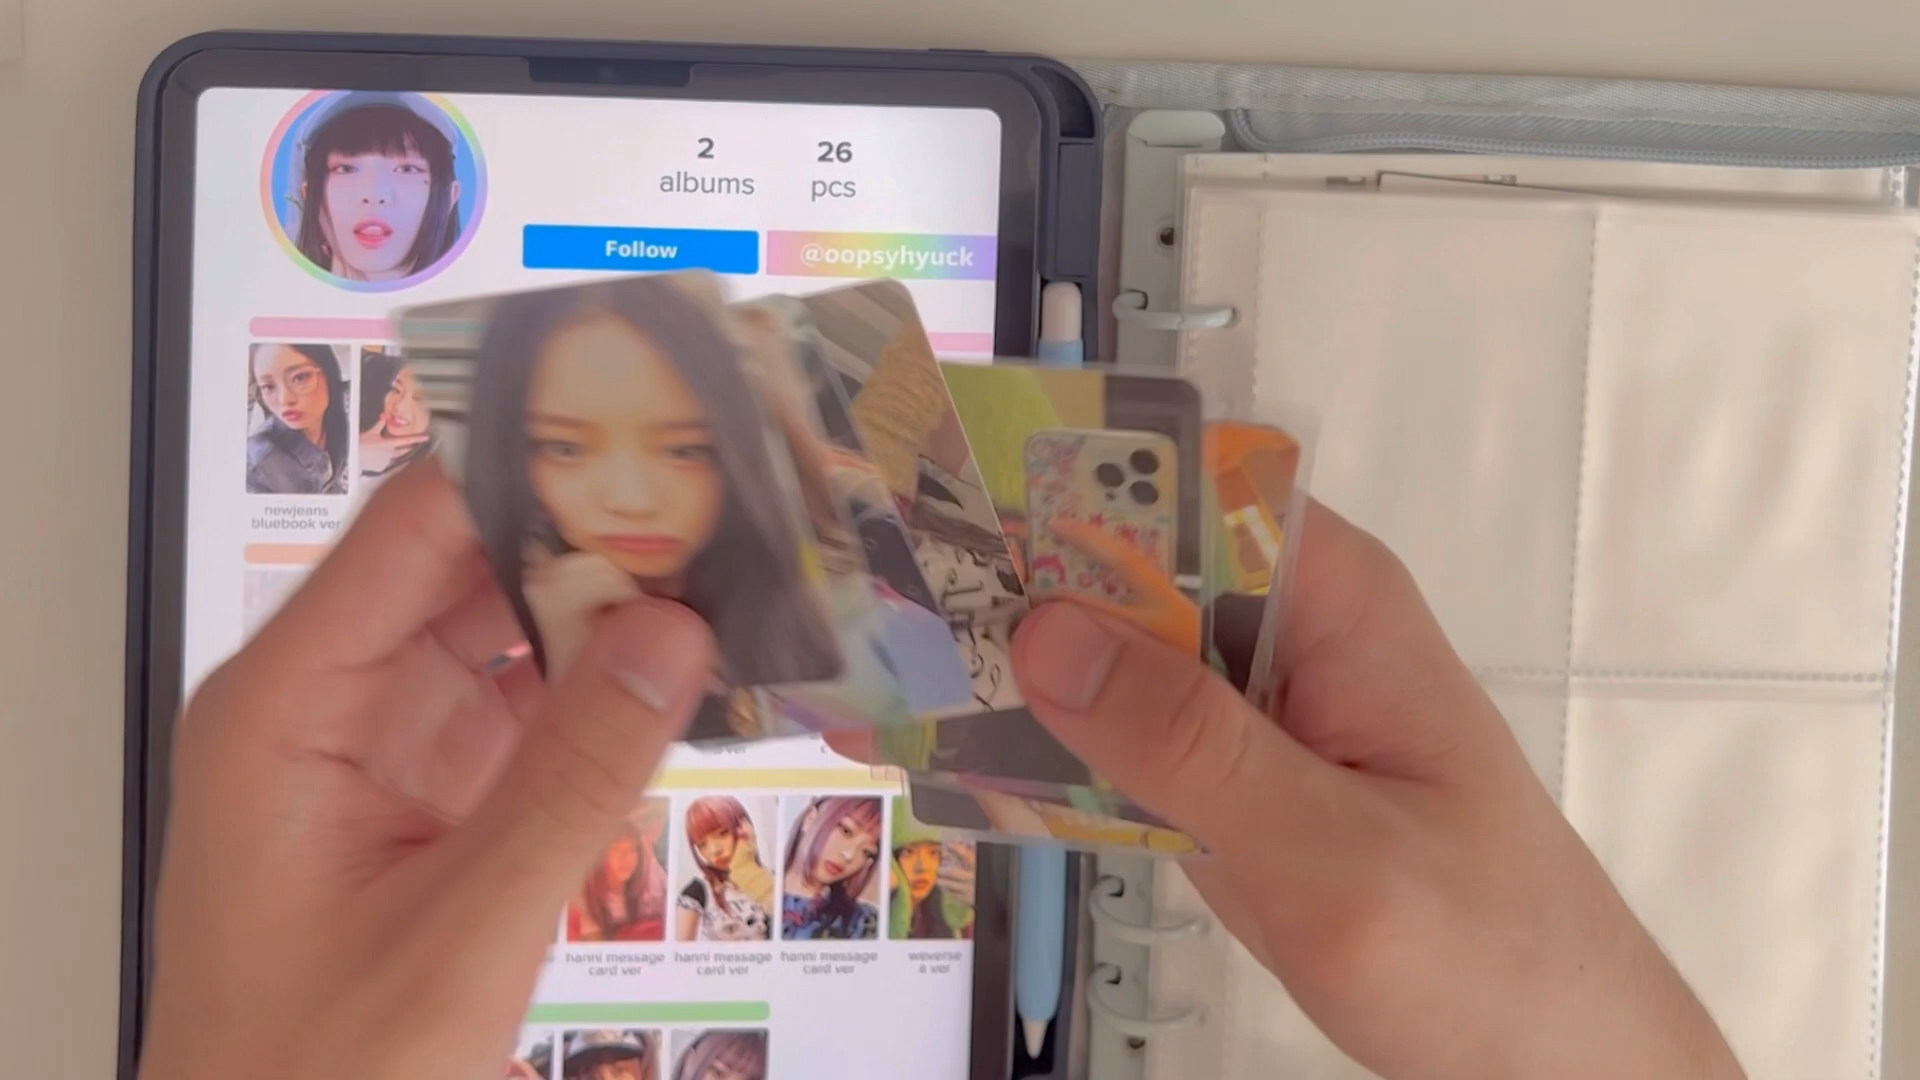 2
26
albums
pcs
Follow
@oopsyhyuck
newjeans
bluebook ver
hanni message
card ver
hanni message
card ver
hanni message
card ver
weverse
a ver